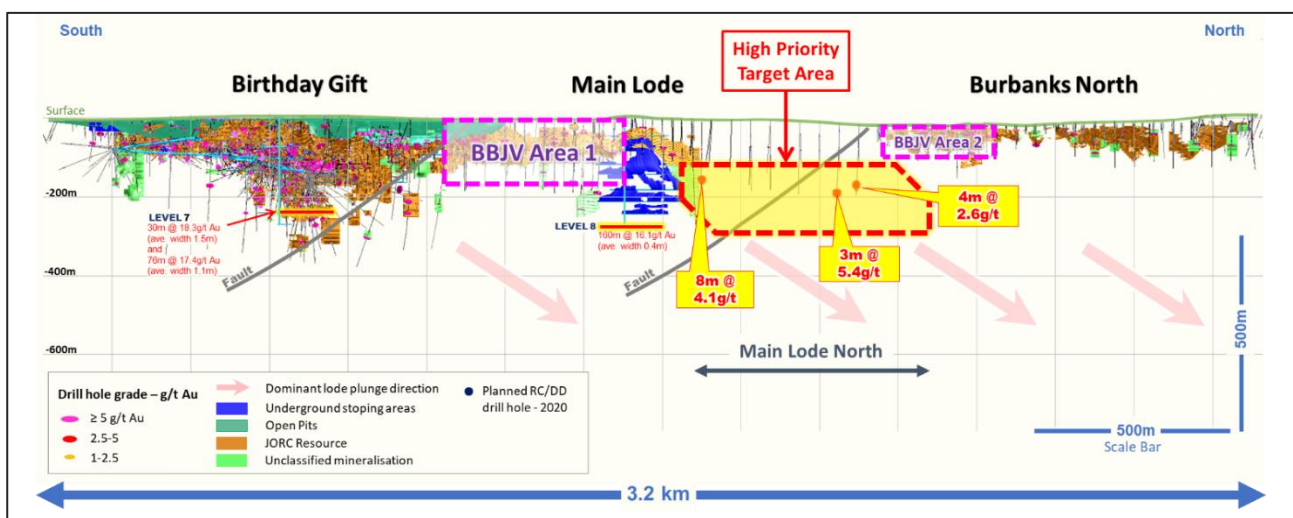 South
North
High Priority
Target Area
Birthday Gift
Main Lode
Burbanks North
Surface
BBJV Area 1
BBJV Area 2
-200m
LEVEL 7
30m @ 18.3g/t Au
(ave. width 1.5m)
and
76m @ 17.4g/t Au
(ave. width 1.1m)
LEVEL 8
160m @ 16.1g/t Au
(ave. width 0.4m)
4m @
2.6g/t
3m @
5.4g/t
8m @
4.1g/t
-400m
Fault
Fault
-600m
Main Lode North
500m
Drill hole grade – g/t Au
≥ 5 g/t Au
2.5-5
1-2.5
Dominant lode plunge direction
Underground stoping areas
Open Pits
JORC Resource
Unclassified mineralisation
Planned RC/DD
drill hole - 2020
500m
Scale Bar
3.2 km